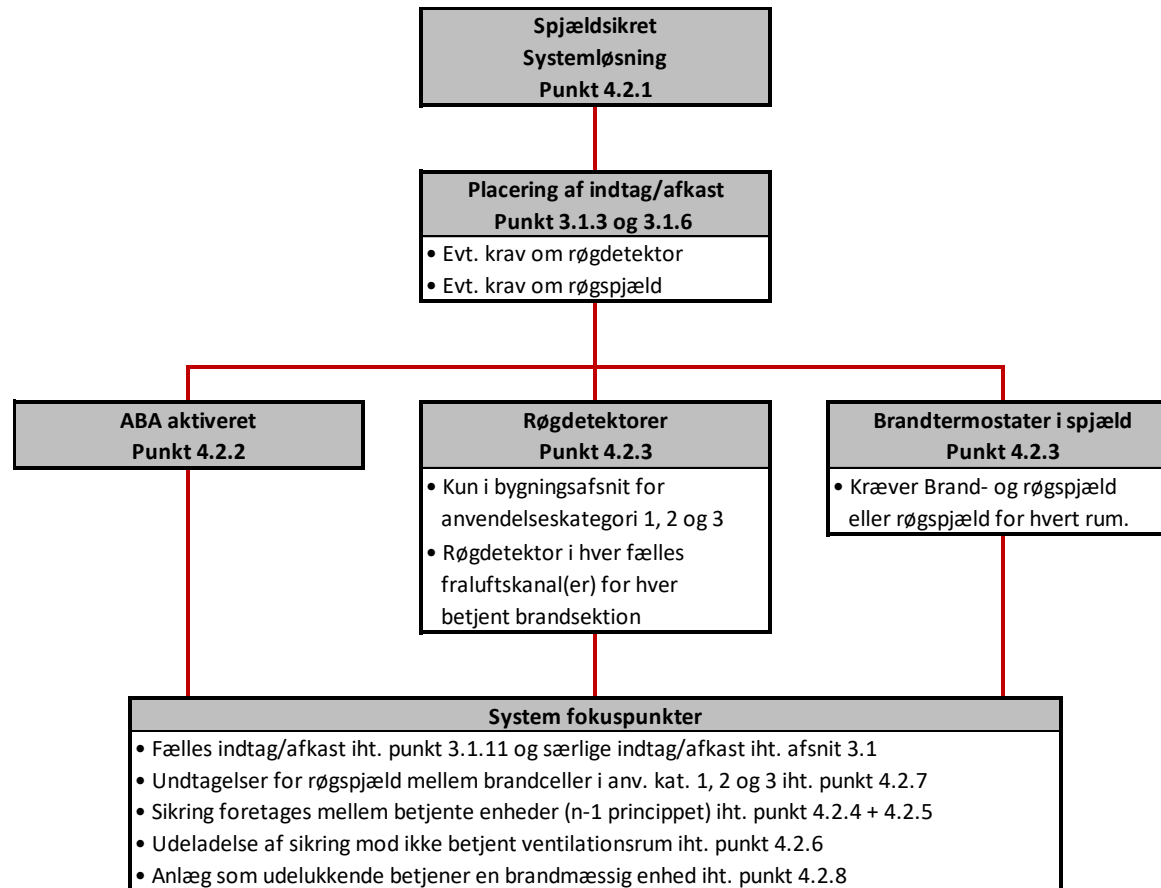 Spjældsikret
Systemløsning
Punkt 4.2.1
Placering af indtag/afkast
Punkt 3.1.3 og 3.1.6
• Evt. krav om røgdetektor
• Evt. krav om røgspjæld
ABA aktiveret
Punkt 4.2.2
Røgdetektorer
Punkt 4.2.3
• Kun i bygningsafsnit for
anvendelseskategori 1, 2 og 3
• Røgdetektor i hver fælles
fraluftskanal(er) for hver
betjent brandsektion
Brandtermostater i spjæld
Punkt 4.2.3
• Kræver Brand- og røgspjæld
eller røgspjæld for hvert rum.
System fokuspunkter
• Fælles indtag/afkast iht. punkt 3.1.11 og særlige indtag/afkast iht. afsnit 3.1
• Undtagelser for røgspjæld mellem brandceller i anv. kat. 1, 2 og 3 iht. punkt 4.2.7
• Sikring foretages mellem betjente enheder (n-1 princippet) iht. punkt 4.2.4 + 4.2.5
• Udeladelse af sikring mod ikke betjent ventilationsrum iht. punkt 4.2.6
• Anlæg som udelukkende betjener en brandmæssig enhed iht. punkt 4.2.8